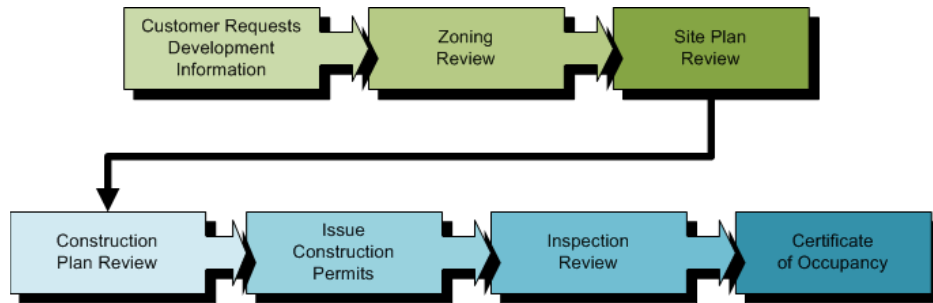 Customer Requests
Development
Information
Zoning
Review
Site Plan
Review
Construction
Plan Review
Issue
Construction
Permits
Inspection
Review
Certificate
of Occupancy